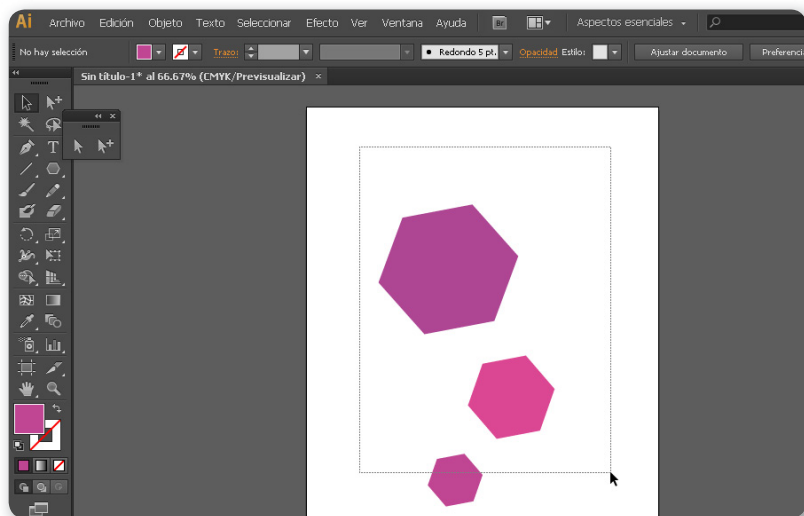 Ai Archivo Edición Objeto Texto Seleccionar Efecto Ver Ventana Ayuda Br Aspectos esenciales
No hay selección Trazo: Redondo 5 pt. Opacidad Estilo: Ajustar documento Preferencia
Sin título-1* al 66.67% (CMYK/Previsualizar) ×
T